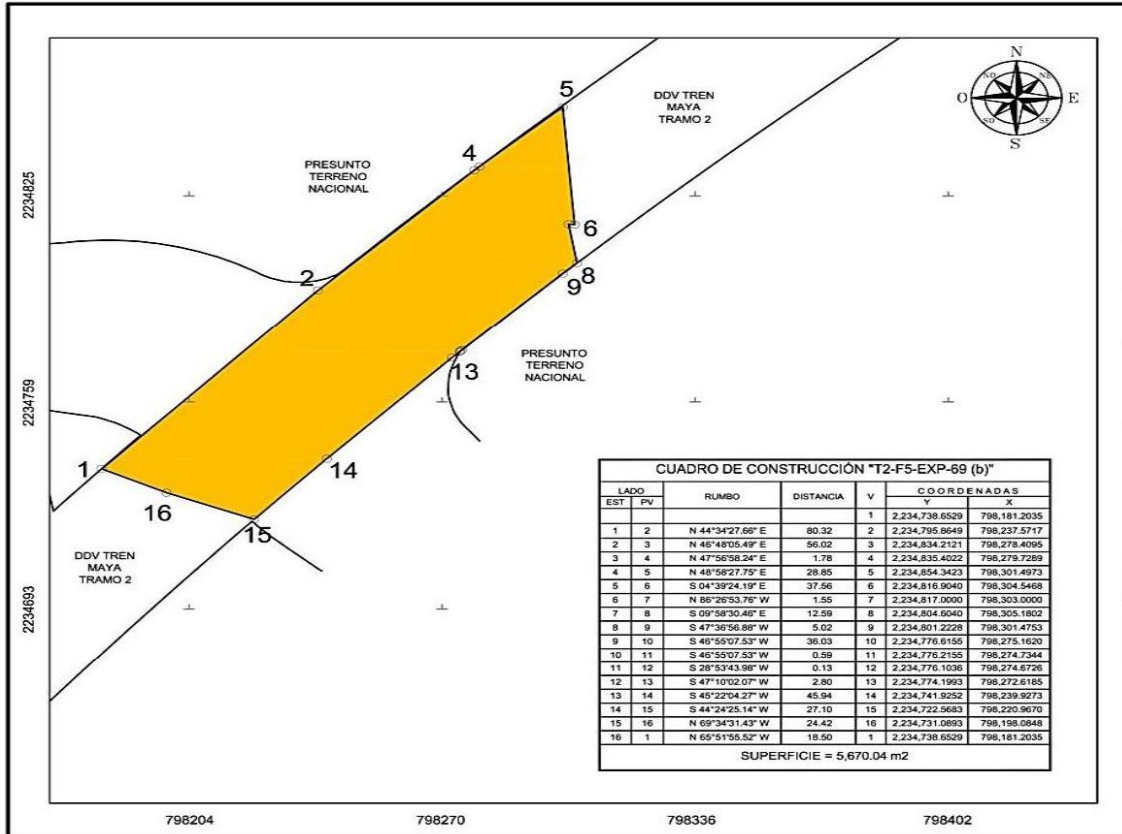 N
NO NE
O E
SO SE
S
DDV TREN
MAYA
TRAMO 2
PRESUNTO
TERRENO
NACIONAL
5
4
6
2
8
9
13
PRESUNTO
TERRENO
NACIONAL
14
1
16
15
DDV TREN
MAYA
TRAMO 2
2234825
2234759
2234693
798204 798270 798336 798402
CUADRO DE CONSTRUCCIÓN "T2-F5-EXP-69 (b)"
LADO RUMBO DISTANCIA V COORDENADAS
EST PV Y X
1 2,234,738.6529 798,181.2035
1 2 N 44°34'27.66" E 80.32 2 2,234,795.8649 798,237.5717
2 3 N 46°48'05.49" E 56.02 3 2,234,834.2121 798,278.4095
3 4 N 47°56'58.24" E 1.78 4 2,234,835.4022 798,279.7289
4 5 N 48°58'27.75" E 28.85 5 2,234,854.3423 798,301.4973
5 6 S 04°39'24.19" E 37.56 6 2,234,816.9040 798,304.5468
6 7 N 86°26'53.76" W 1.55 7 2,234,817.0000 798,303.0000
7 8 S 09°58'30.46" E 12.59 8 2,234,804.6040 798,305.1802
8 9 S 47°36'56.88" W 5.02 9 2,234,801.2228 798,301.4753
9 10 S 46°55'07.53" W 36.03 10 2,234,776.6155 798,275.1620
10 11 S 46°55'07.53" W 0.59 11 2,234,776.2155 798,274.7344
11 12 S 28°53'43.98" W 0.13 12 2,234,776.1036 798,274.6726
12 13 S 47°10'02.07" W 2.80 13 2,234,774.1993 798,272.6185
13 14 S 45°22'04.27" W 45.94 14 2,234,741.9252 798,239.9273
14 15 S 44°24'25.14" W 27.10 15 2,234,722.5683 798,220.9670
15 16 N 69°34'31.43" W 24.42 16 2,234,731.0893 798,198.0848
16 1 N 65°51'55.52" W 18.50 1 2,234,738.6529 798,181.2035
SUPERFICIE = 5,670.04 m2